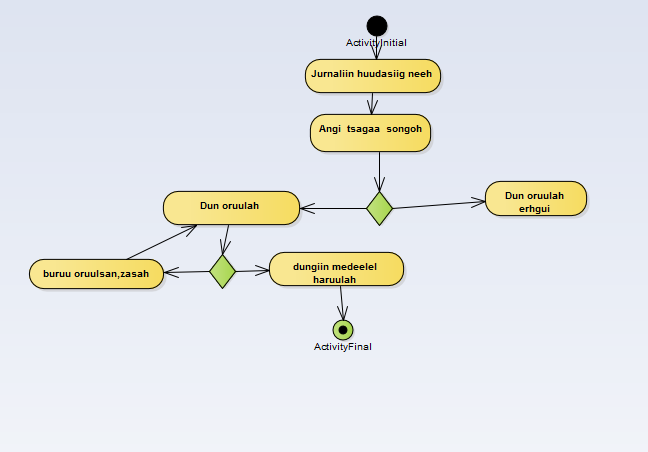 ActivityInitial
Jurnaliin huudasiig neeh
Angi tsagaa songoh
Dun oruulah
Dun oruulah
erhgui
buruu oruulsan,zasah
dungiin medeelel
haruulah
ActivityFinal